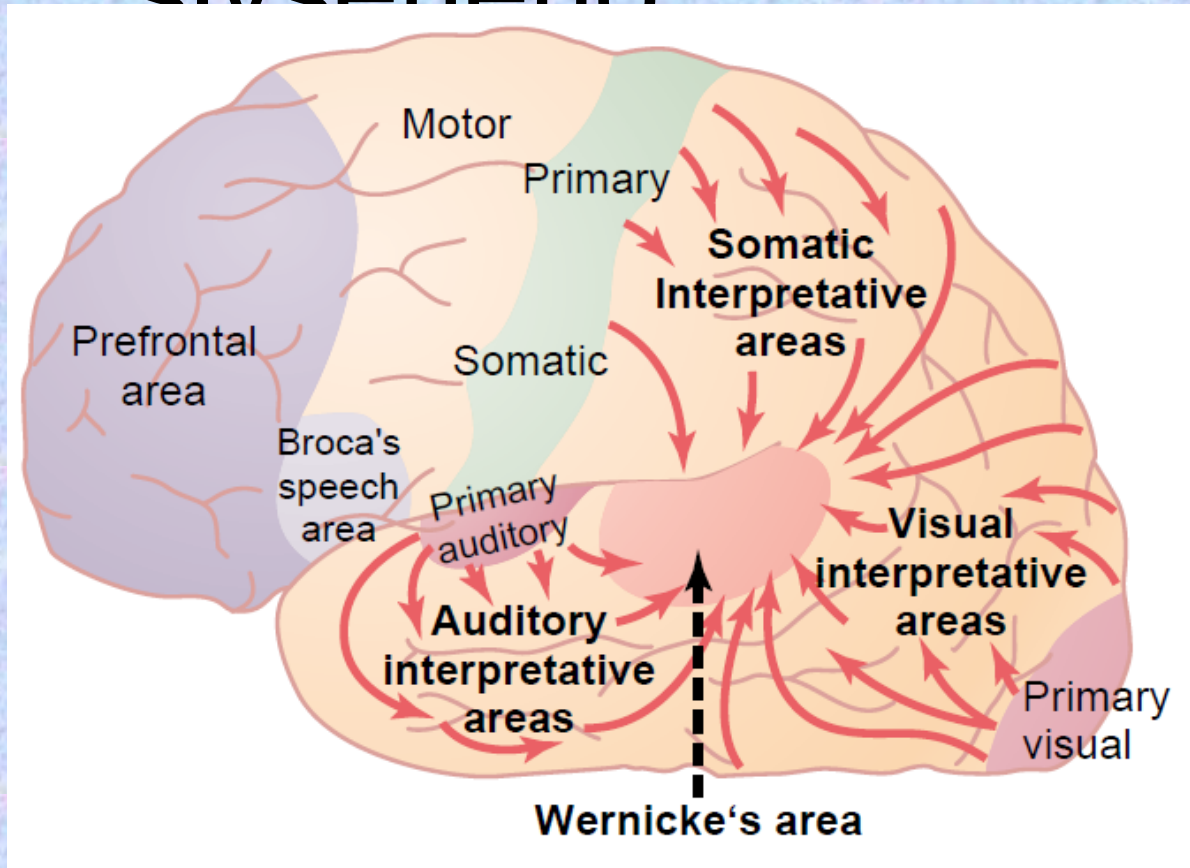 Motor
Primary
Somatic
Interpretative
areas
Prefrontal
area
Somatic
Broca's
speech
area
Primary
auditory
Visual
interpretative
areas
Auditory
interpretative
areas
Primary
visual
Wernicke‘s area